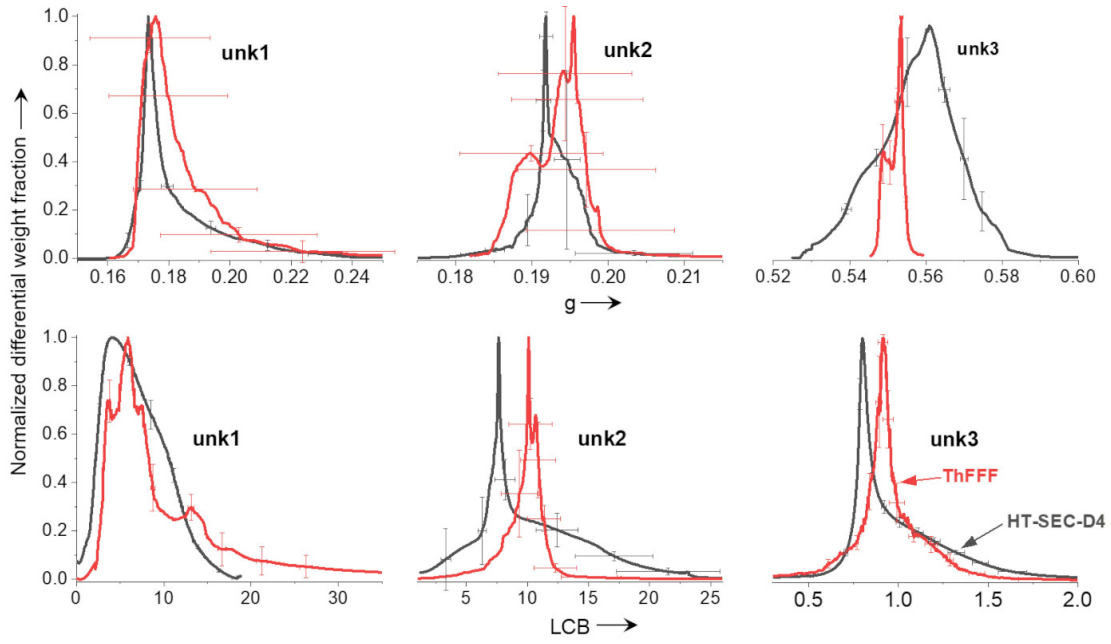 Normalized differential weight fraction
1.0
0.8
0.6
0.4
0.2
0.0
unk1
0.16 0.18 0.20 0.22 0.24
unk2
0.18 0.19 0.20 0.21
g
unk3
0.52 0.54 0.56 0.58 0.60
1.0
0.8
0.6
0.4
0.2
0.0
unk1
0 10 20 30
unk2
5 10 15 20 25
LCB
unk3
ThFFF
HT-SEC-D4
0.5 1.0 1.5 2.0